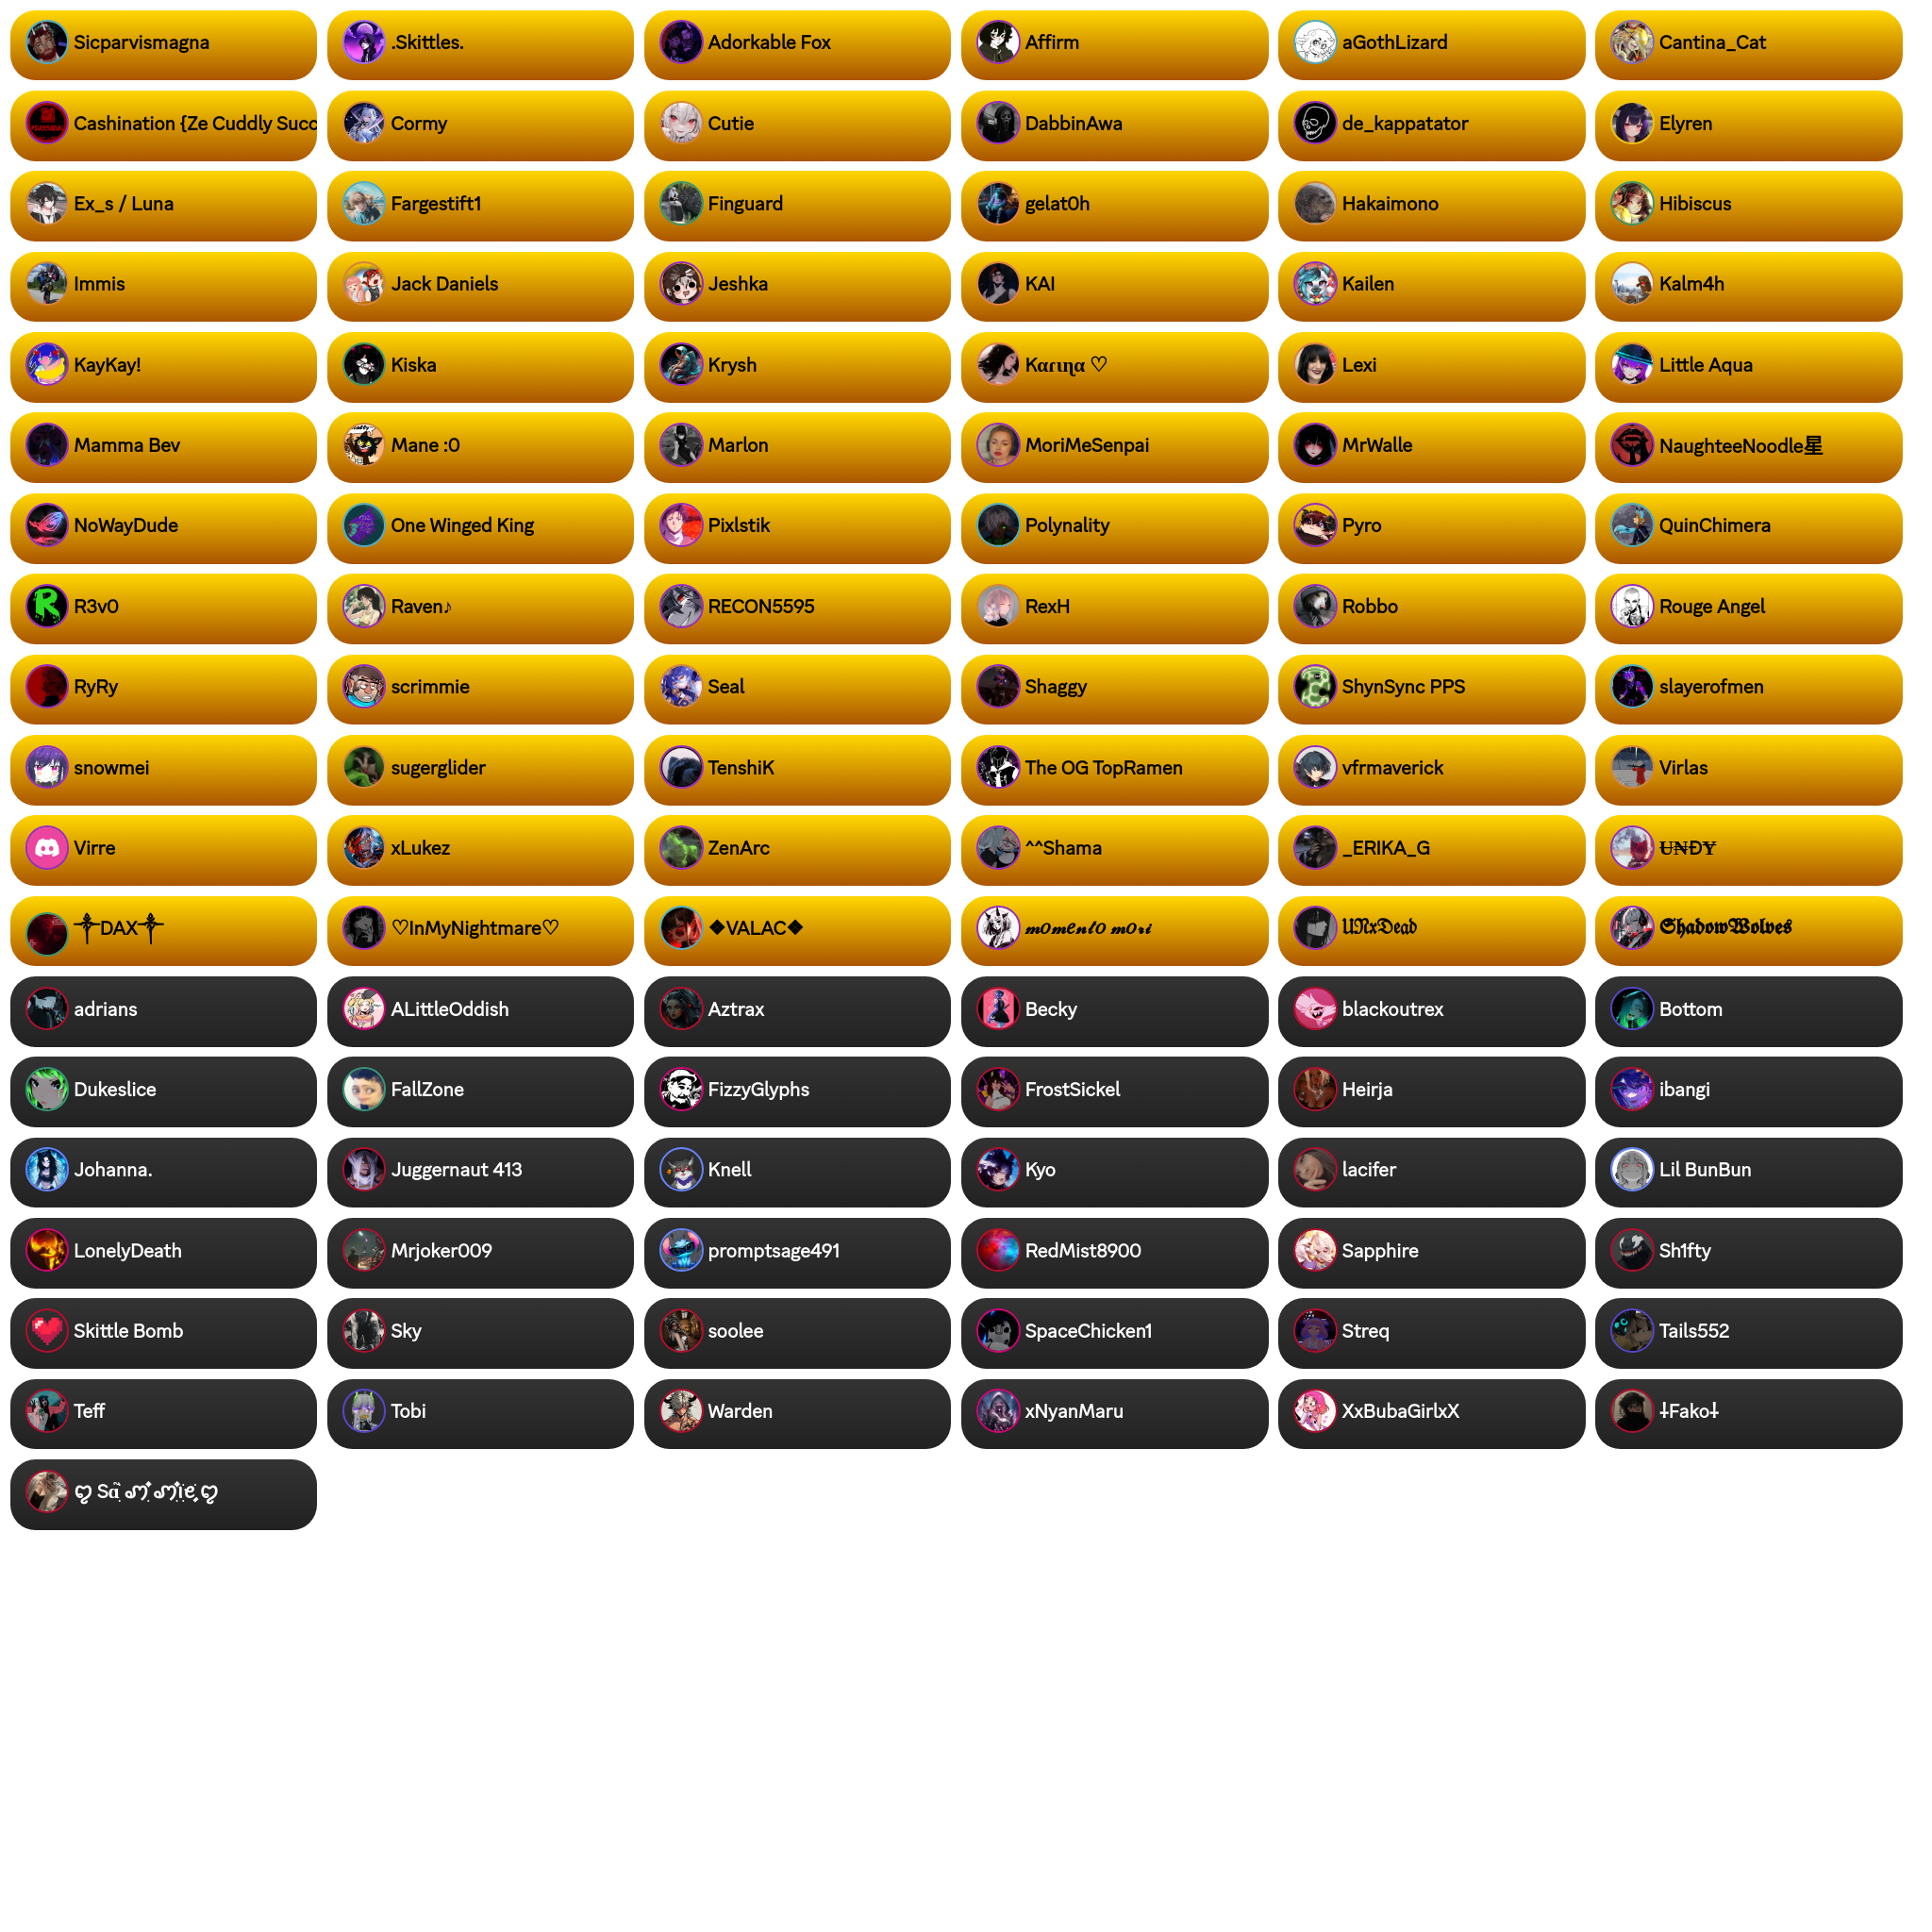 Sicparvismagna
.Skittles.
Adorkable Fox
Affirm
aGothLizard
Cantina_Cat
Cashination {Ze Cuddly Succ
Cormy
Cutie
DabbinAwa
de_kappatator
Elyren
Ex_s / Luna
Fargestift1
Finguard
gelat0h
Hakaimono
Hibiscus
Immis
Jack Daniels
Jeshka
KAI
Kailen
Kalm4h
KayKay!
Kiska
Krysh
Kαɾιɳα ♡
Lexi
Little Aqua
Mamma Bev
Mane :0
Marlon
MoriMeSenpai
MrWalle
NaughteeNoodle星
NoWayDude
One Winged King
Pixlstik
Polynality
Pyro
QuinChimera
R3v0
Raven♪
RECON5595
RexH
Robbo
Rouge Angel
RyRy
scrimmie
Seal
Shaggy
ShynSync PPS
slayerofmen
snowmei
sugerglider
TenshiK
The OG TopRamen
vfrmaverick
Virlas
Virre
xLukez
ZenArc
^^Shama
_ERIKA_G
Ʉ₦ĐɎ
༒DAX༒
♡InMyNightmare♡
❖VALAC❖
𝓶𝓸𝓶𝓮𝓷𝓽𝓸 𝓶𝓸𝓻𝓲
𝔘𝔑𝔵𝔇𝔢𝔞𝔡
𝕾𝖍𝖆𝖉𝖔𝖜𝖂𝖔𝖑𝖛𝖊𝖘
adrians
ALittleOddish
Aztrax
Becky
blackoutrex
Bottom
Dukeslice
FallZone
FizzyGlyphs
FrostSickel
Heirja
ibangi
Johanna.
Juggernaut 413
Knell
Kyo
lacifer
Lil BunBun
LonelyDeath
Mrjoker009
promptsage491
RedMist8900
Sapphire
Sh1fty
Skittle Bomb
Sky
soolee
SpaceChicken1
Streq
Tails552
Teff
Tobi
Warden
xNyanMaru
XxBubaGirlxX
⸸Fako⸸